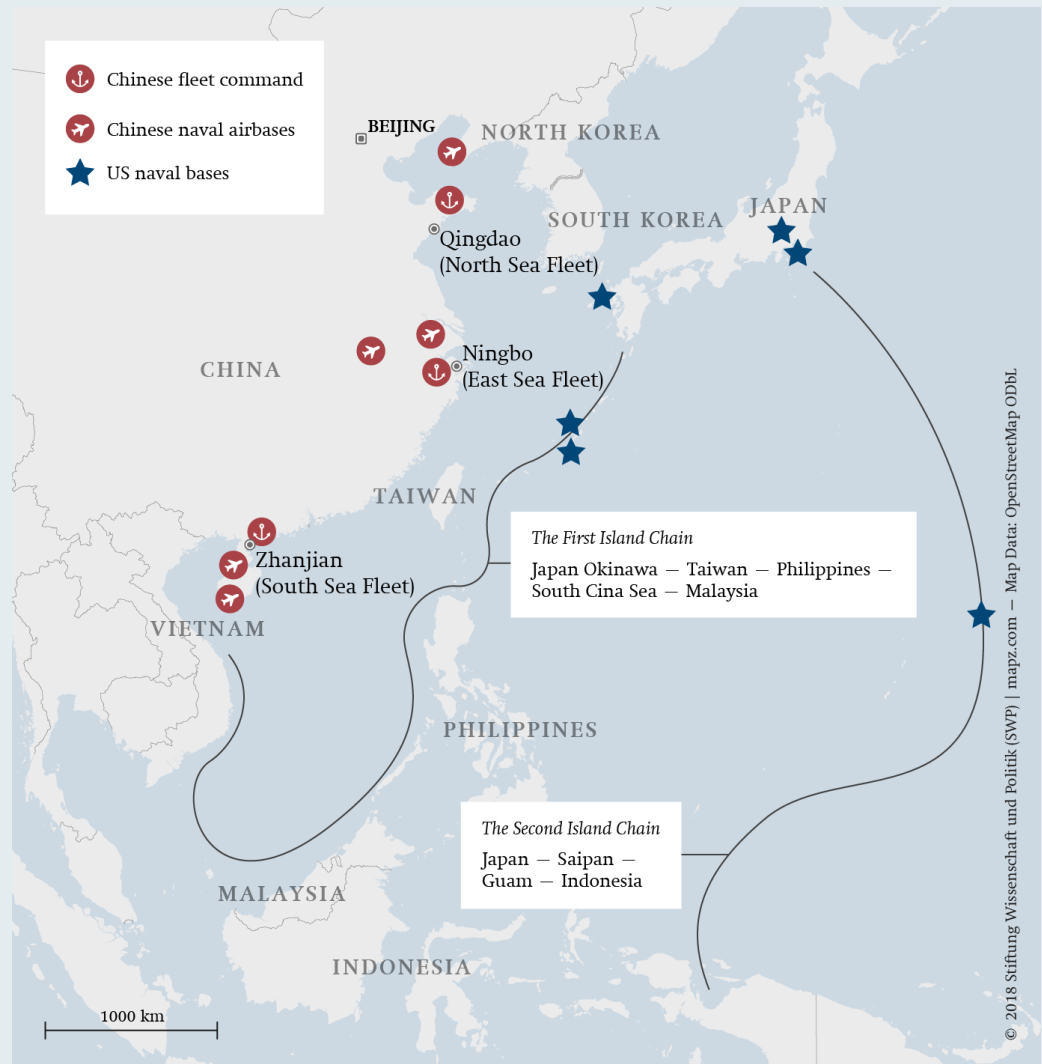 Chinese fleet command
Chinese naval airbases
US naval bases
BEIJING
NORTH KOREA
SOUTH KOREA
JAPAN
Qingdao
(North Sea Fleet)
CHINA
Ningbo
(East Sea Fleet)
TAIWAN
The First Island Chain
Japan Okinawa — Taiwan — Philippines —
South Cina Sea — Malaysia
Zhanjian
(South Sea Fleet)
VIETNAM
PHILIPPINES
The Second Island Chain
Japan — Saipan —
Guam — Indonesia
MALAYSIA
INDONESIA
1000 km
© 2018 Stiftung Wissenschaft und Politik (SWP) | mapz.com — Map Data: OpenStreetMap ODbL